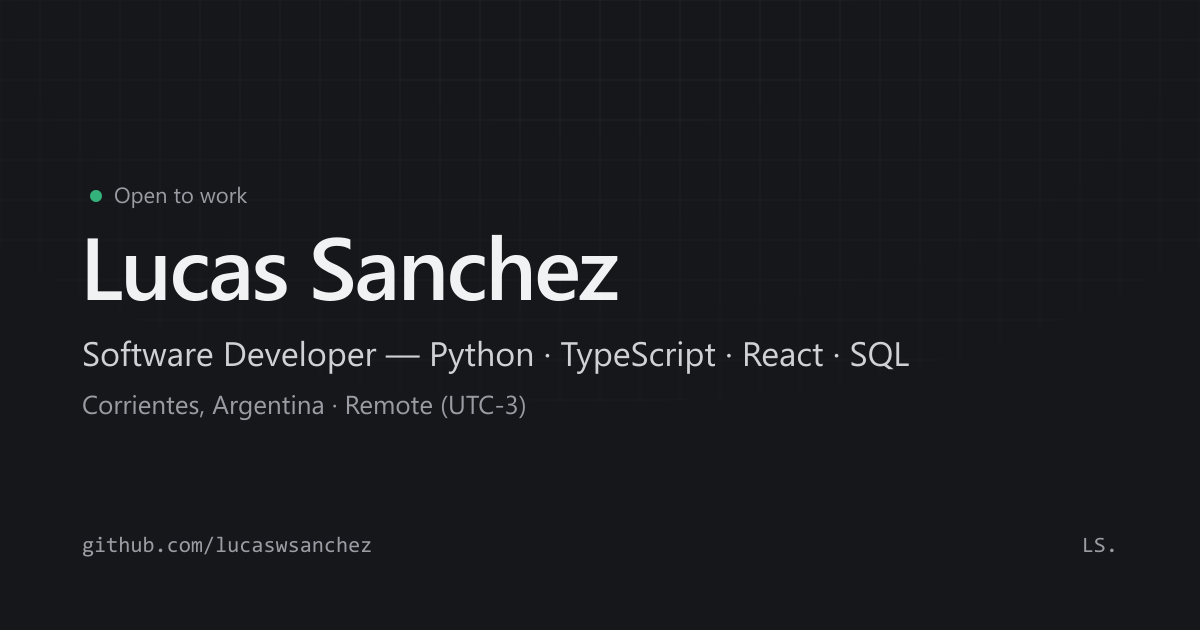 Open to work
Lucas Sanchez
Software Developer — Python · TypeScript · React · SQL
Corrientes, Argentina · Remote (UTC-3)
github.com/lucaswsanchez
LS.